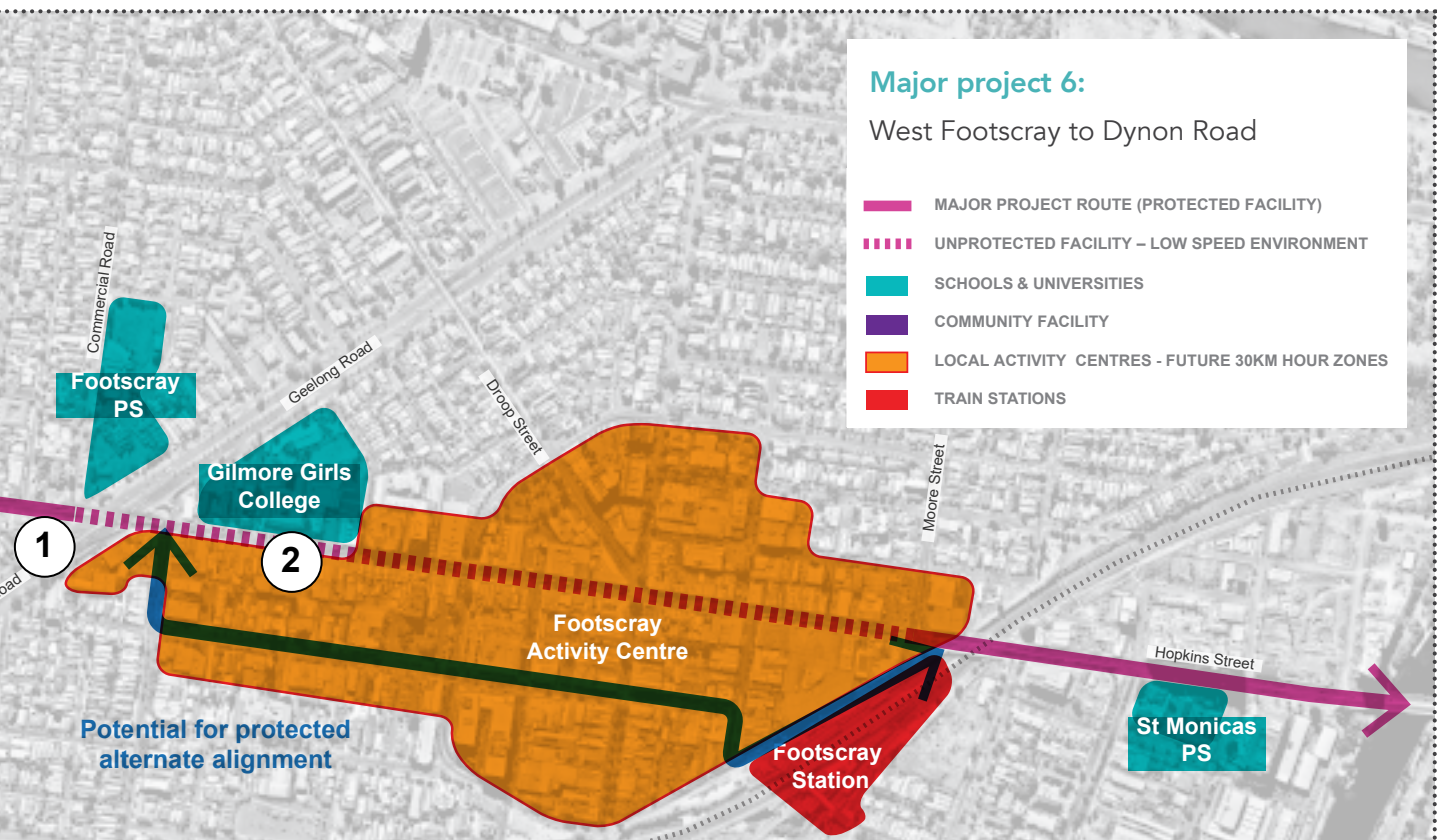 Major project 6:
West Footscray to Dynon Road
MAJOR PROJECT ROUTE (PROTECTED FACILITY)
UNPROTECTED FACILITY – LOW SPEED ENVIRONMENT
SCHOOLS & UNIVERSITIES
COMMUNITY FACILITY
LOCAL ACTIVITY CENTRES - FUTURE 30KM HOUR ZONES
TRAIN STATIONS
Commercial Road
Footscray
PS
Geelong Road
Droop Street
Gilmore Girls
College
Moore Street
1
2
oad
Footscray
Activity Centre
Hopkins Street
Potential for protected
alternate alignment
Footscray
Station
St Monicas
PS